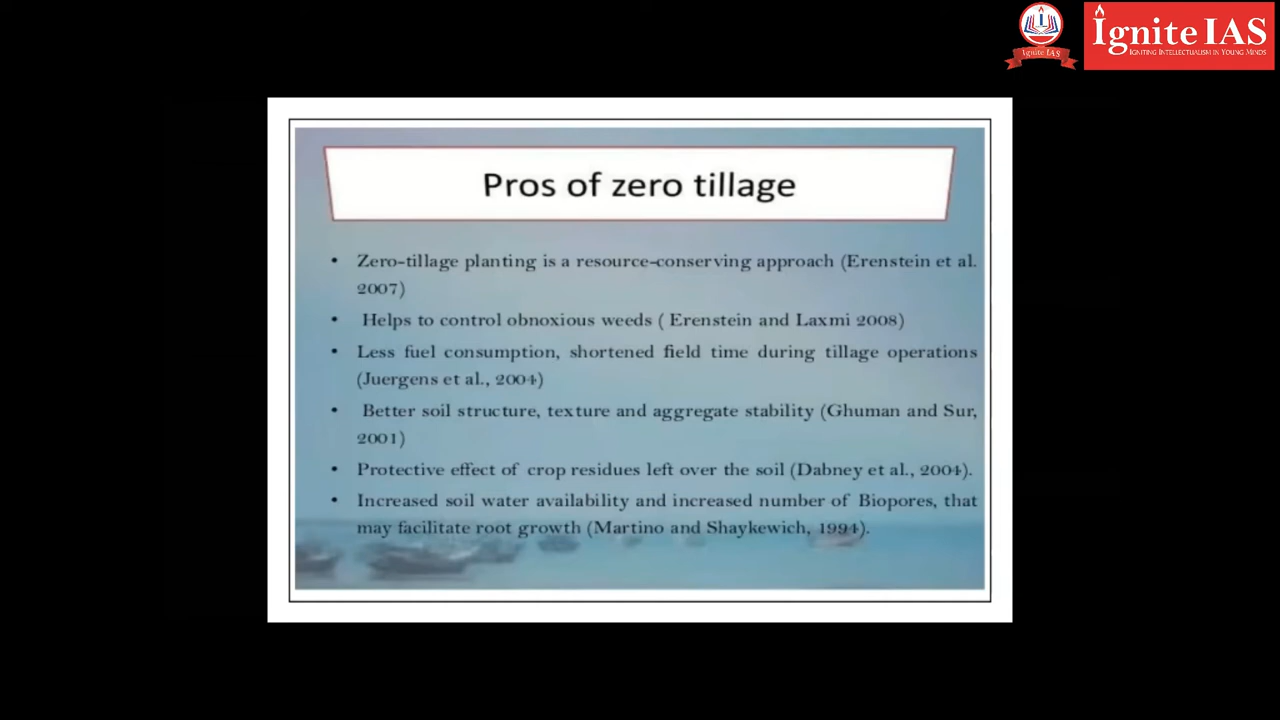 Ignite IAS
Ignite IAS
IGNITING INTELLECTUALISM IN YOUNG MINDS
Pros of zero tillage
• Zero-tillage planting is a resource-conserving approach (Erenstein et al.
2007)
• Helps to control obnoxious weeds ( Erenstein and Laxmi 2008)
• Less fuel consumption, shortened field time during tillage operations
(Juergens et al., 2004)
• Better soil structure, texture and aggregate stability (Ghuman and Sur,
2001)
• Protective effect of crop residues left over the soil (Dabney et al., 2004).
• Increased soil water availability and increased number of Biopores, that
may facilitate root growth (Martino and Shaykewich, 1994).